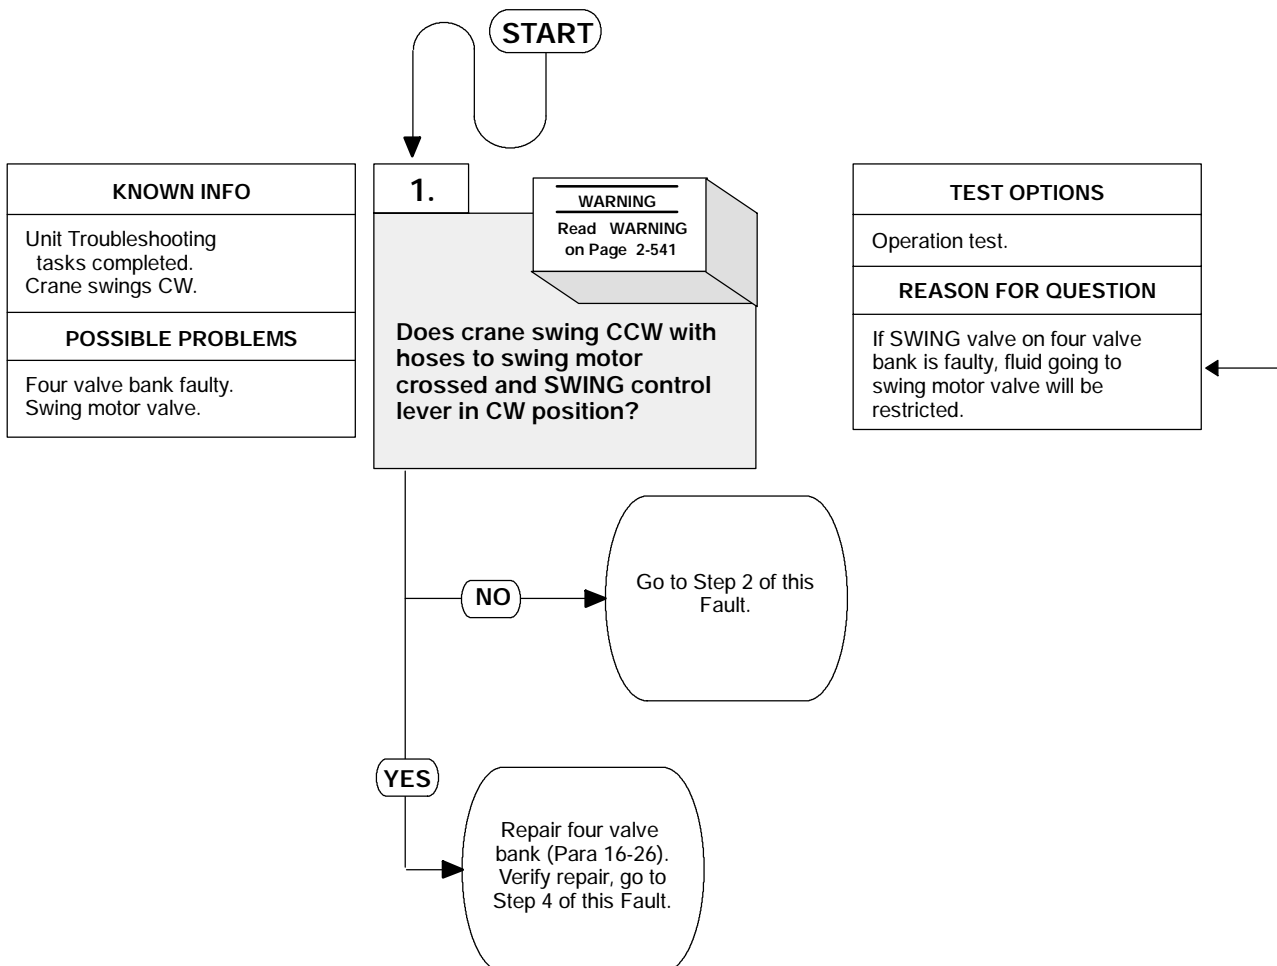 START
KNOWN INFO
Unit Troubleshooting
tasks completed.
Crane swings CW.
POSSIBLE PROBLEMS
Four valve bank faulty.
Swing motor valve.
1.
WARNING
Read WARNING
on Page 2-541
Does crane swing CCW with
hoses to swing motor
crossed and SWING control
lever in CW position?
TEST OPTIONS
Operation test.
REASON FOR QUESTION
If SWING valve on four valve
bank is faulty, fluid going to
swing motor valve will be
restricted.
NO
Go to Step 2 of this
Fault.
YES
Repair four valve
bank (Para 16-26).
Verify repair, go to
Step 4 of this Fault.